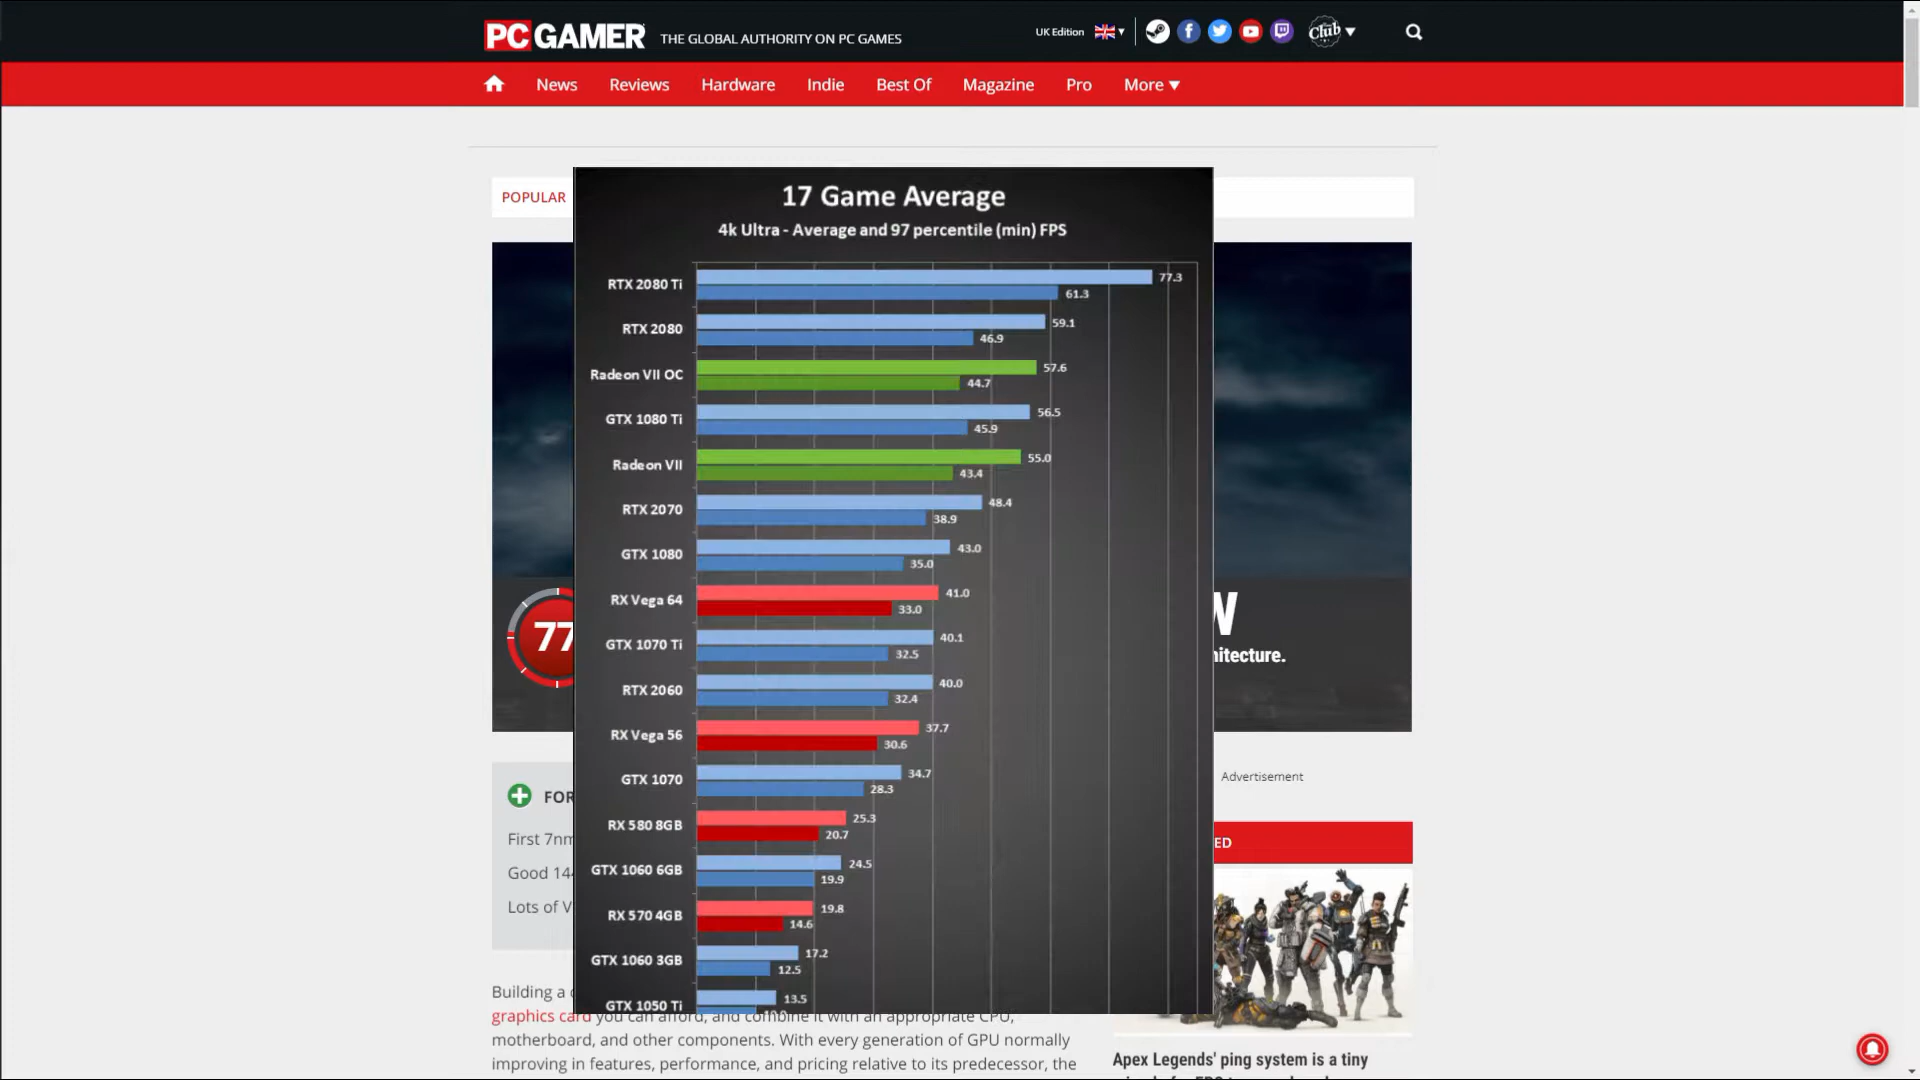 PC GAMER THE GLOBAL AUTHORITY ON PC GAMES
UK Edition
Club
News Reviews Hardware Indie Best Of Magazine Pro More
POPULAR
17 Game Average
4k Ultra - Average and 97 percentile (min) FPS
RTX 2080 Ti 77.3 61.3
RTX 2080 59.1 46.9
Radeon VII OC 57.6 44.7
GTX 1080 Ti 56.5 45.9
Radeon VII 55.0 43.4
RTX 2070 48.4 38.9
GTX 1080 43.0 35.0
RX Vega 64 41.0 33.0
GTX 1070 Ti 40.1 32.5
RTX 2060 40.0 32.4
RX Vega 56 37.7 30.6
GTX 1070 34.7 28.3
RX 580 8GB 25.3 20.7
GTX 1060 6GB 24.5 19.9
RX 570 4GB 19.8 14.6
GTX 1060 3GB 17.2 12.5
GTX 1050 Ti 13.5
77
W
hitecture.
FOR
First 7nm
Good 144
Lots of V
Advertisement
ED
Building a
graphics card you can afford, and combine it with an appropriate CPU,
motherboard, and other components. With every generation of GPU normally
improving in features, performance, and pricing relative to its predecessor, the
Apex Legends' ping system is a tiny